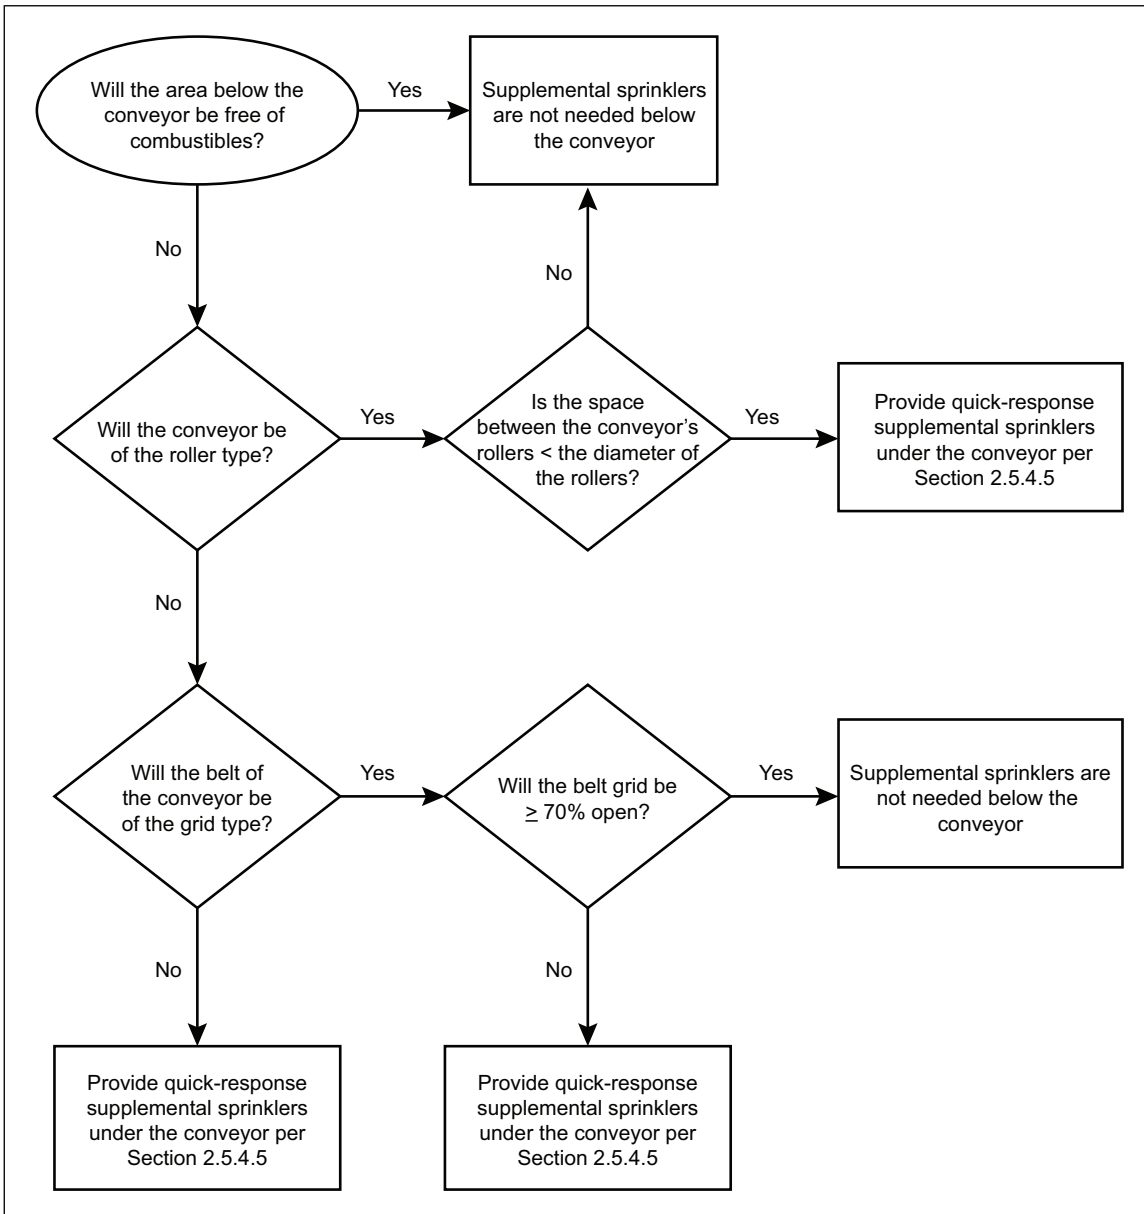 Will the area below the
conveyor be free of
combustibles?
Yes
Supplemental sprinklers
are not needed below
the conveyor
No
No
Will the conveyor be
of the roller type?
Yes
Is the space
between the conveyor's
rollers < the diameter of
the rollers?
Yes
Provide quick-response
supplemental sprinklers
under the conveyor per
Section 2.5.4.5
No
Will the belt of
the conveyor be
of the grid type?
Yes
Will the belt grid be
≥ 70% open?
Yes
Supplemental sprinklers are
not needed below the
conveyor
No
No
Provide quick-response
supplemental sprinklers
under the conveyor per
Section 2.5.4.5
Provide quick-response
supplemental sprinklers
under the conveyor per
Section 2.5.4.5